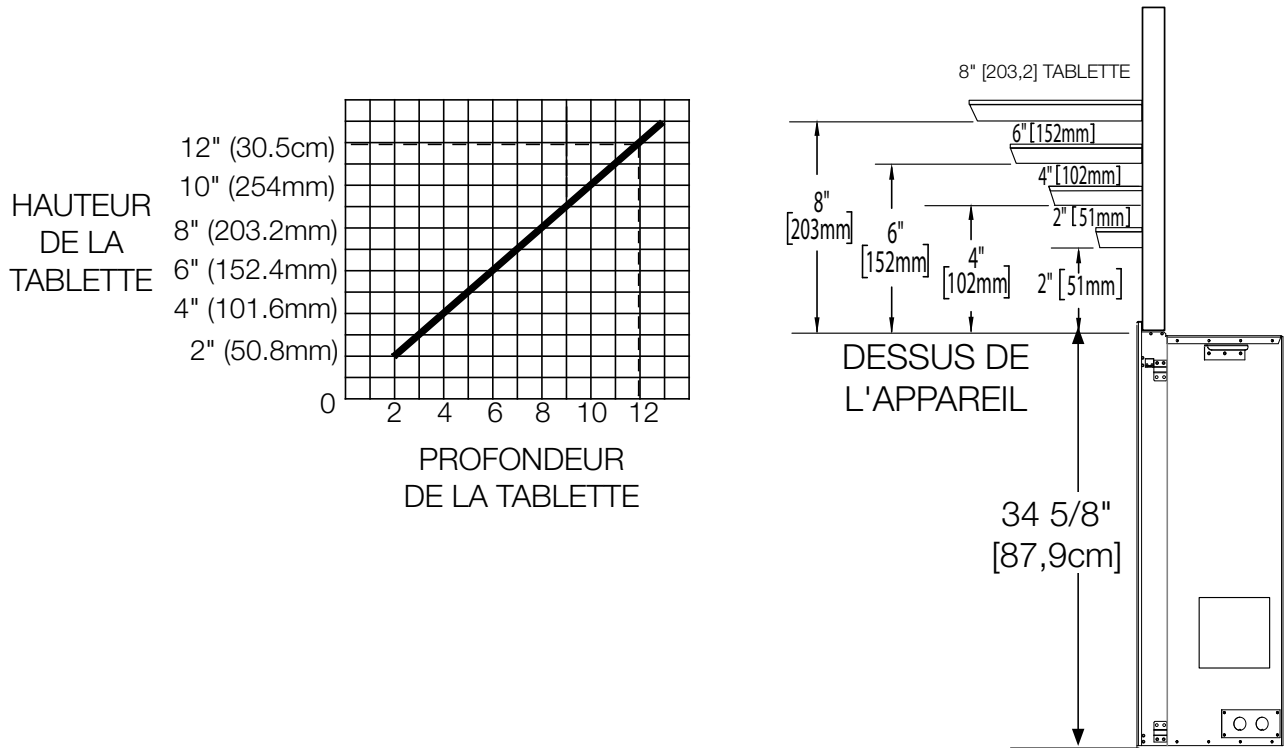 HAUTEUR
DE LA
TABLETTE
12" (30.5cm)
10" (254mm)
8" (203.2mm)
6" (152.4mm)
4" (101.6mm)
2" (50.8mm)
0
2 4 6 8 10 12
PROFONDEUR
DE LA TABLETTE
8" [203,2] TABLETTE
6" [152mm]
4" [102mm]
2" [51mm]
8"
[203mm]
6"
[152mm]
4"
[102mm]
2" [51mm]
DESSUS DE
L'APPAREIL
34 5/8"
[87,9cm]